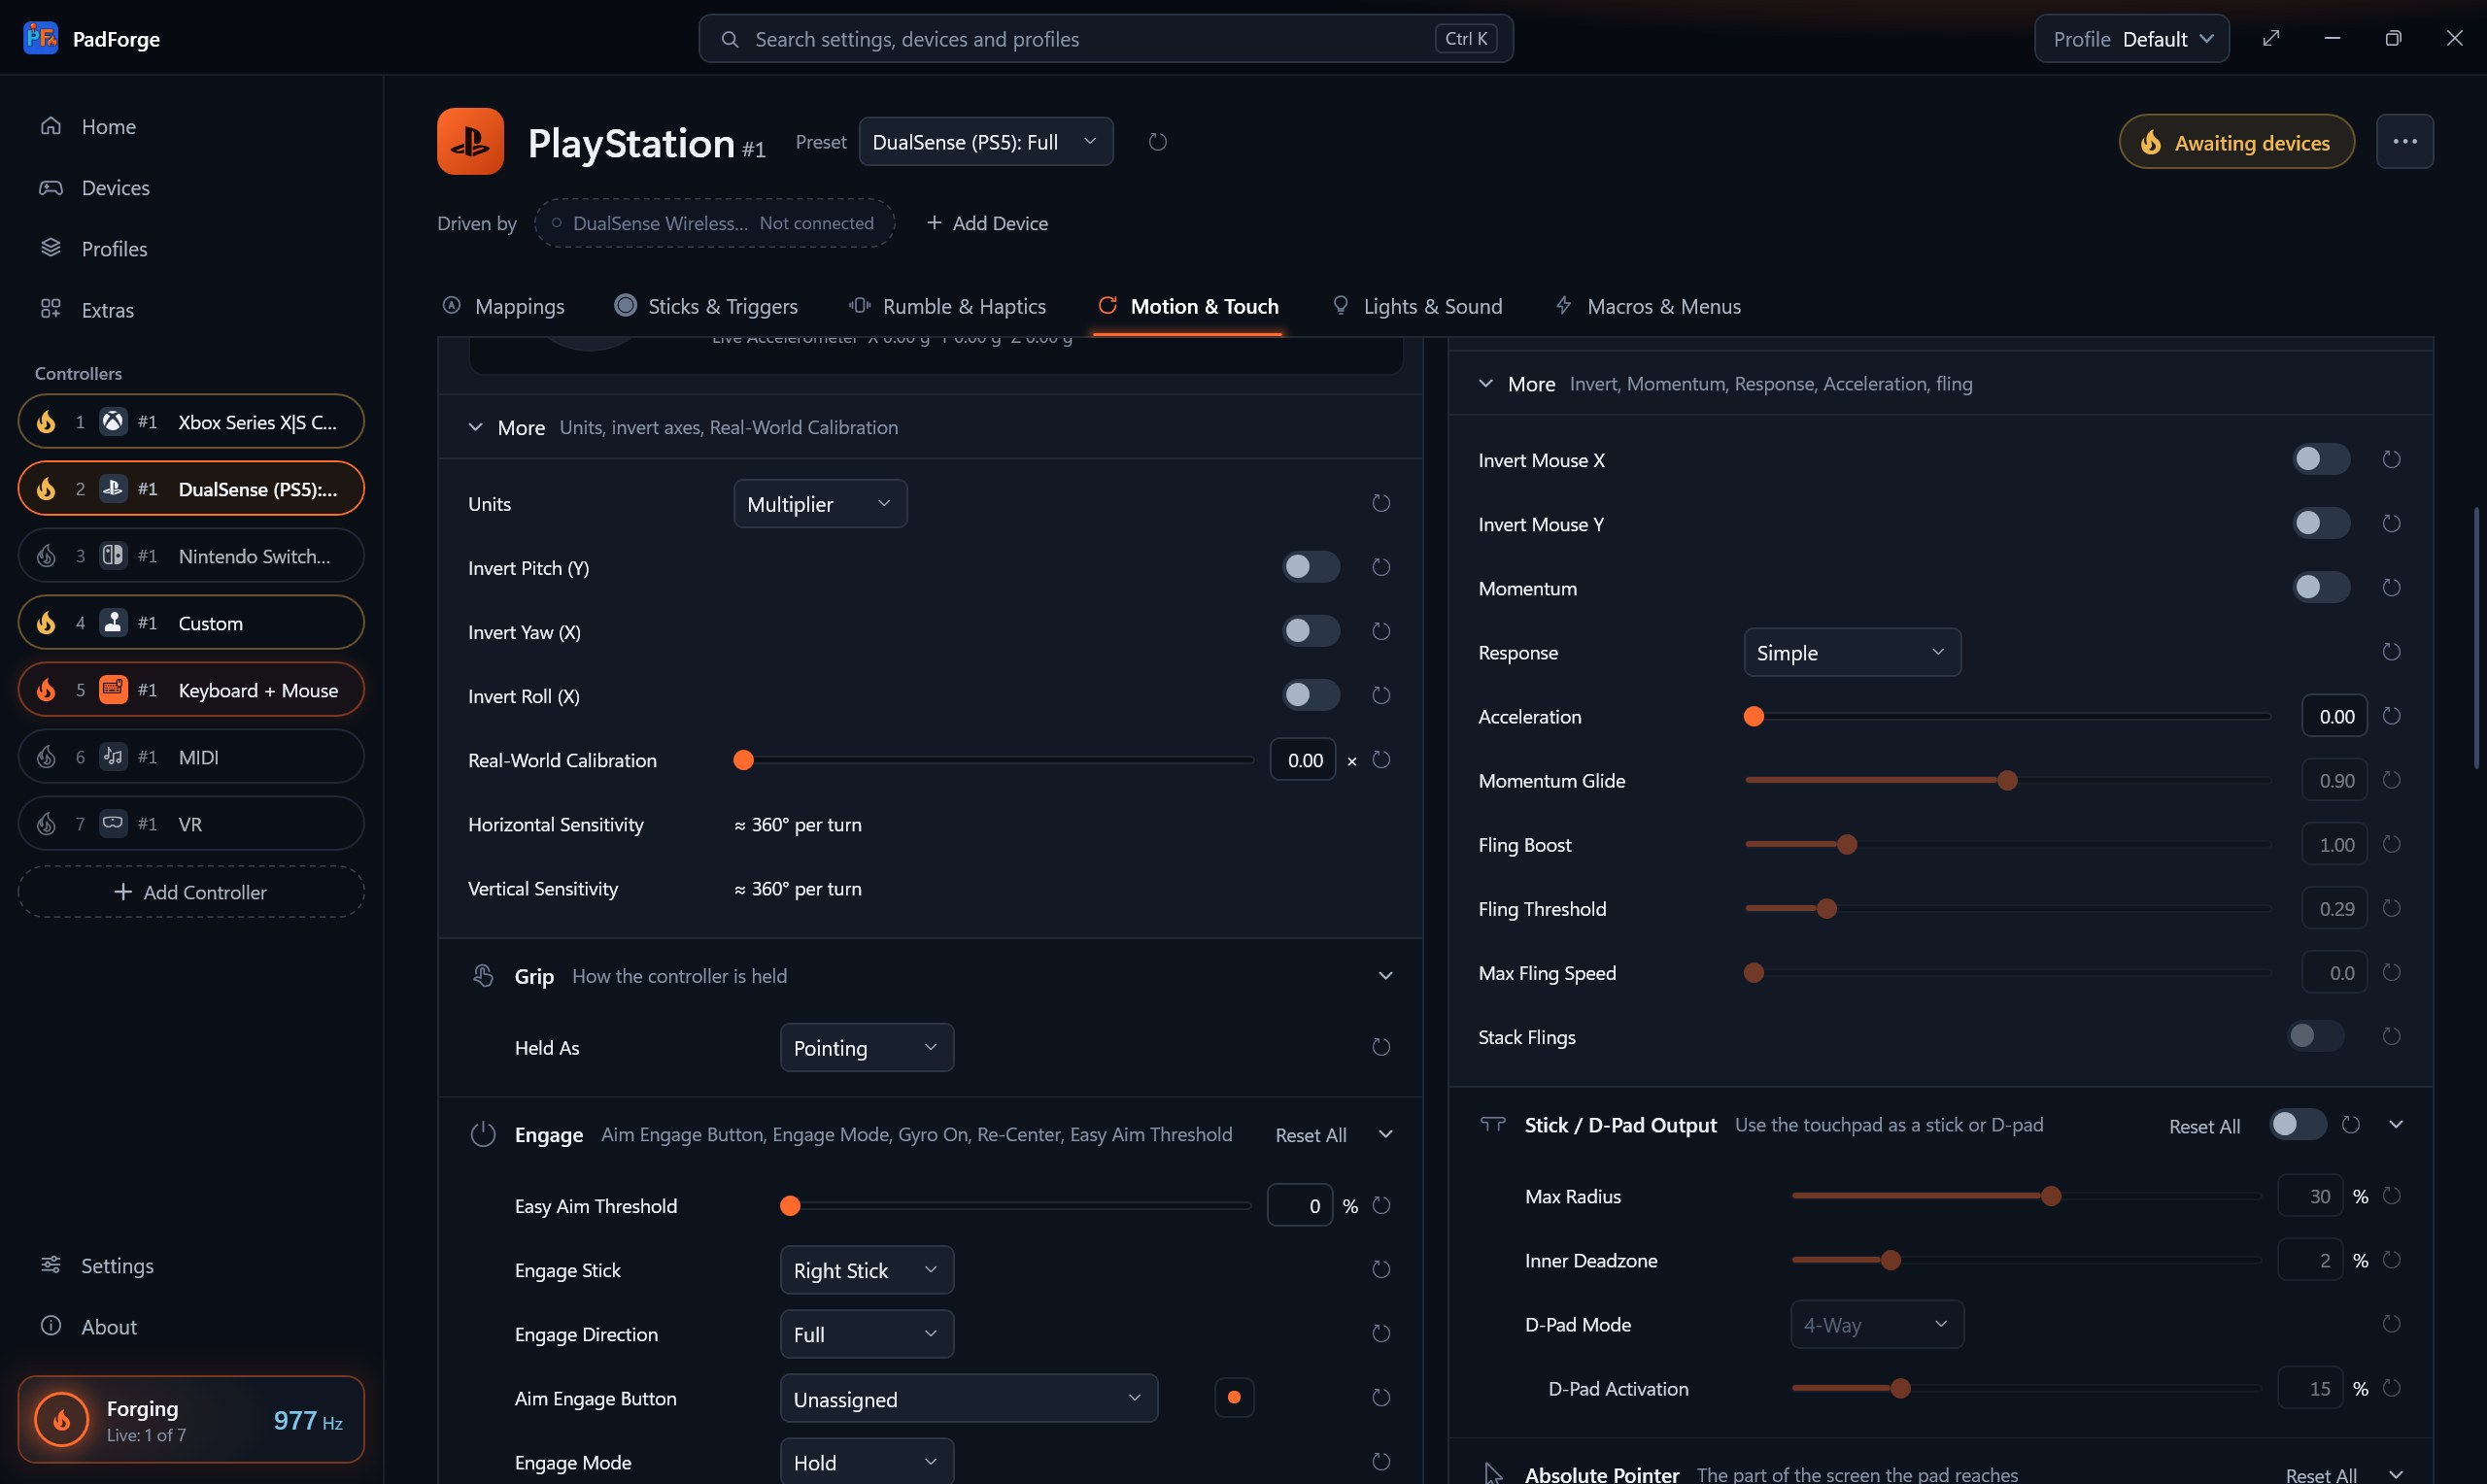 PadForge
Search settings, devices and profiles
Ctrl K
Profile Default
Home
Devices
Profiles
Extras
Controllers
1 #1 Xbox Series X|S C...
2 #1 DualSense (PS5):...
3 #1 Nintendo Switch...
4 #1 Custom
5 #1 Keyboard + Mouse
6 #1 MIDI
7 #1 VR
+ Add Controller
Settings
About
Forging
Live: 1 of 7
977 Hz
PlayStation #1
Preset
DualSense (PS5): Full
Awaiting devices
Driven by
DualSense Wireless... Not connected
+ Add Device
Mappings
Sticks & Triggers
Rumble & Haptics
Motion & Touch
Lights & Sound
Macros & Menus
Live Accelerometer X 0.00 g Y 0.00 g Z 0.00 g
More Units, invert axes, Real-World Calibration
Units
Multiplier
Invert Pitch (Y)
Invert Yaw (X)
Invert Roll (X)
Real-World Calibration
0.00 ×
Horizontal Sensitivity
≈ 360° per turn
Vertical Sensitivity
≈ 360° per turn
Grip How the controller is held
Held As
Pointing
Engage Aim Engage Button, Engage Mode, Gyro On, Re-Center, Easy Aim Threshold
Reset All
Easy Aim Threshold
0 %
Engage Stick
Right Stick
Engage Direction
Full
Aim Engage Button
Unassigned
Engage Mode
Hold
More Invert, Momentum, Response, Acceleration, fling
Invert Mouse X
Invert Mouse Y
Momentum
Response
Simple
Acceleration
0.00
Momentum Glide
0.90
Fling Boost
1.00
Fling Threshold
0.29
Max Fling Speed
0.0
Stack Flings
Stick / D-Pad Output Use the touchpad as a stick or D-pad
Reset All
Max Radius
30 %
Inner Deadzone
2 %
D-Pad Mode
4-Way
D-Pad Activation
15 %
Absolute Pointer The part of the screen the pad reaches
Reset All